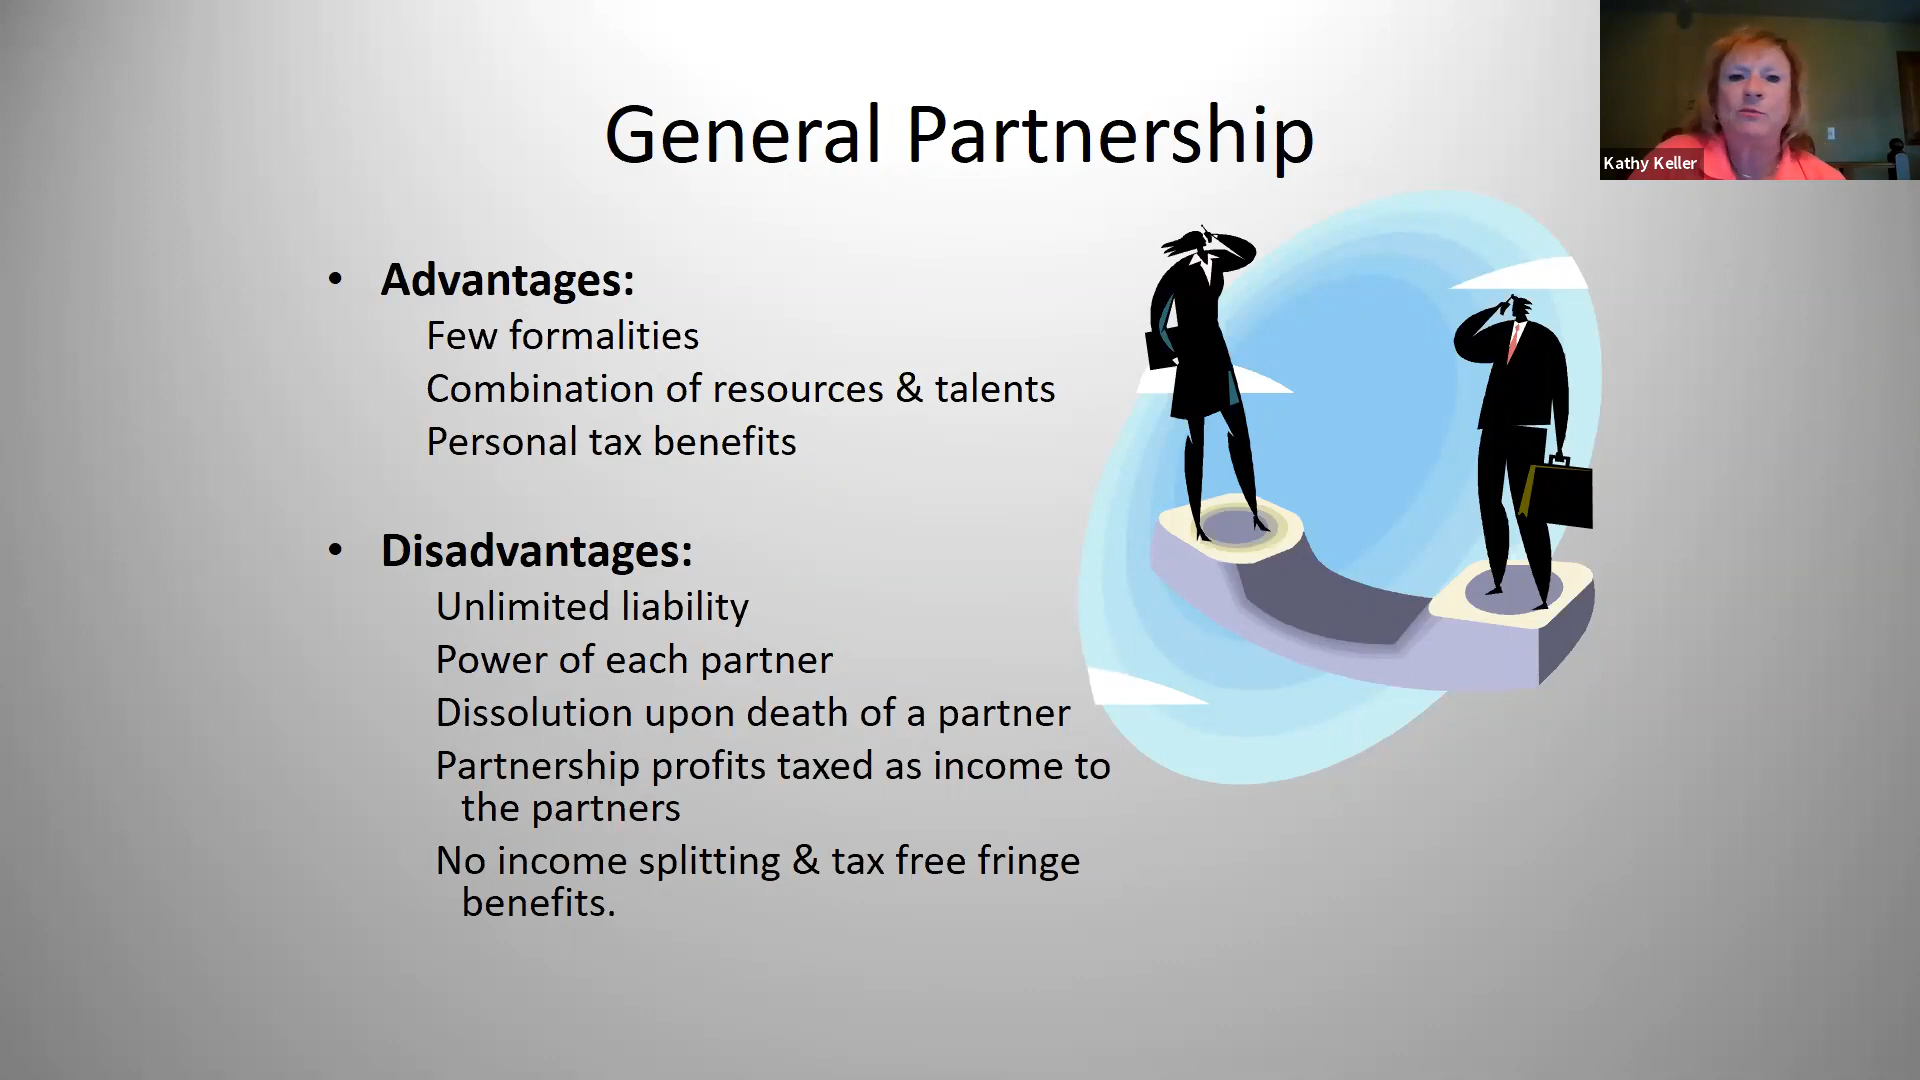 General Partnership
Kathy Keller
• Advantages:
Few formalities
Combination of resources & talents
Personal tax benefits
• Disadvantages:
Unlimited liability
Power of each partner
Dissolution upon death of a partner
Partnership profits taxed as income to
the partners
No income splitting & tax free fringe
benefits.